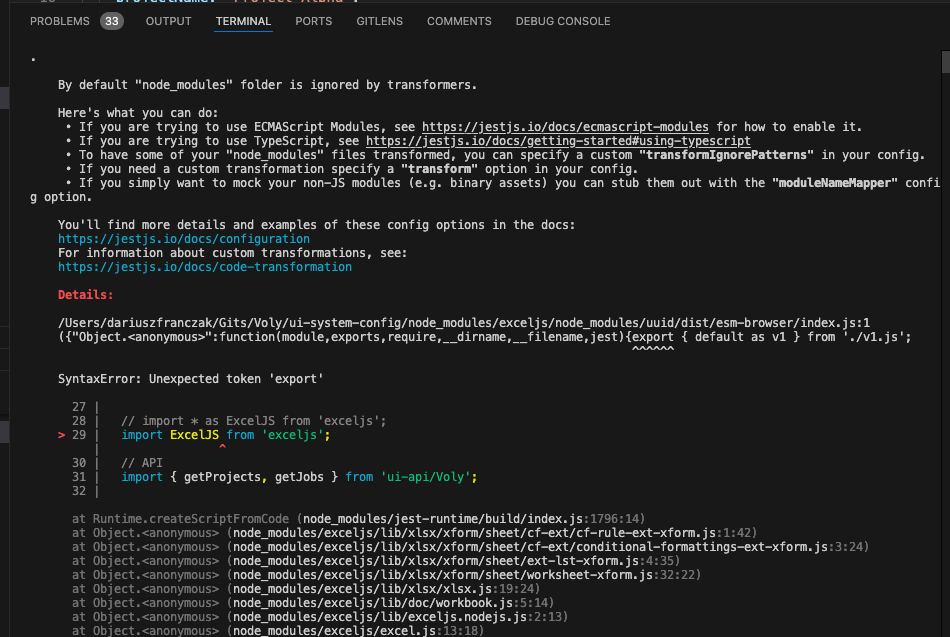 PROBLEMS 33 OUTPUT TERMINAL PORTS GITLENS COMMENTS DEBUG CONSOLE
.
By default "node_modules" folder is ignored by transformers.
Here's what you can do:
• If you are trying to use ECMAScript Modules, see https://jestjs.io/docs/ecmascript-modules for how to enable it.
• If you are trying to use TypeScript, see https://jestjs.io/docs/getting-started#using-typescript
• To have some of your "node_modules" files transformed, you can specify a custom "transformIgnorePatterns" in your config.
• If you need a custom transformation specify a "transform" option in your config.
• If you simply want to mock your non-JS modules (e.g. binary assets) you can stub them out with the "moduleNameMapper" confi
g option.
You'll find more details and examples of these config options in the docs:
https://jestjs.io/docs/configuration
For information about custom transformations, see:
https://jestjs.io/docs/code-transformation
Details:
/Users/dariuszfranczak/Gits/Voly/ui-system-config/node_modules/exceljs/node_modules/uuid/dist/esm-browser/index.js:1
({"Object.<anonymous>":function(module,exports,require,__dirname,__filename,jest){export { default as v1 } from './v1.js';
^^^^^^
SyntaxError: Unexpected token 'export'
27 |
28 | // import * as ExcelJS from 'exceljs';
> 29 | import ExcelJS from 'exceljs';
| ^
30 | // API
31 | import { getProjects, getJobs } from 'ui-api/Voly';
32 |
at Runtime.createScriptFromCode (node_modules/jest-runtime/build/index.js:1796:14)
at Object.<anonymous> (node_modules/exceljs/lib/xlsx/xform/sheet/cf-ext/cf-rule-ext-xform.js:1:42)
at Object.<anonymous> (node_modules/exceljs/lib/xlsx/xform/sheet/cf-ext/conditional-formattings-ext-xform.js:3:24)
at Object.<anonymous> (node_modules/exceljs/lib/xlsx/xform/sheet/ext-lst-xform.js:4:35)
at Object.<anonymous> (node_modules/exceljs/lib/xlsx/xform/sheet/worksheet-xform.js:32:22)
at Object.<anonymous> (node_modules/exceljs/lib/xlsx/xlsx.js:19:24)
at Object.<anonymous> (node_modules/exceljs/lib/doc/workbook.js:5:14)
at Object.<anonymous> (node_modules/exceljs/lib/exceljs.nodejs.js:2:13)
at Object.<anonymous> (node_modules/exceljs/excel.js:13:18)